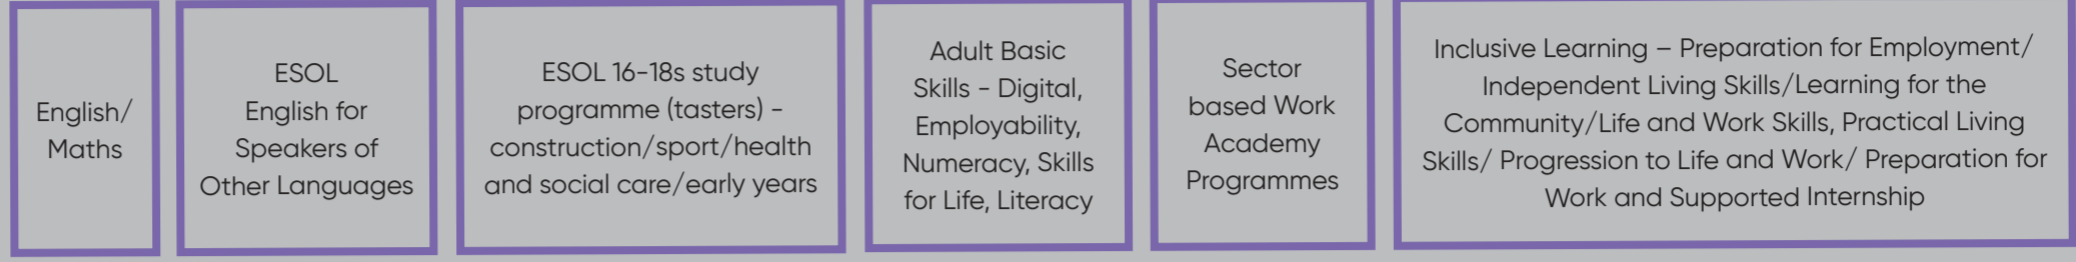 English/
Maths
ESOL
English for
Speakers of
Other Languages
ESOL 16-18s study
programme (tasters) -
construction/sport/health
and social care/early years
Adult Basic
Skills - Digital,
Employability,
Numeracy, Skills
for Life, Literacy
Sector
based Work
Academy
Programmes
Inclusive Learning – Preparation for Employment/
Independent Living Skills/Learning for the
Community/Life and Work Skills, Practical Living
Skills/ Progression to Life and Work/ Preparation for
Work and Supported Internship